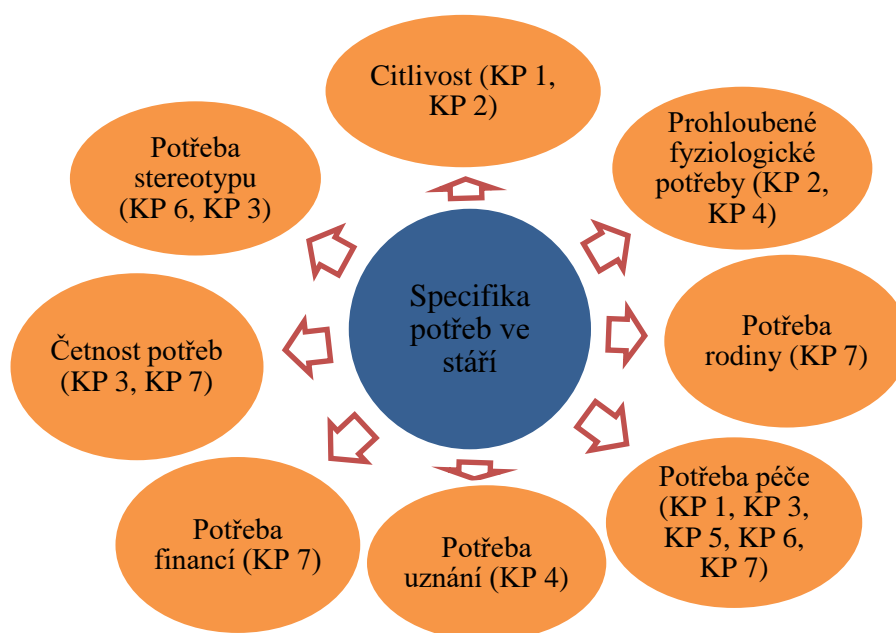 Citlivost (KP 1,
KP 2)
Prohloubené
fyziologické
potřeby (KP 2,
KP 4)
Potřeba
rodiny (KP 7)
Potřeba péče
(KP 1, KP 3,
KP 5, KP 6,
KP 7)
Potřeba
uznání (KP 4)
Potřeba
financí (KP 7)
Četnost potřeb
(KP 3, KP 7)
Potřeba
stereotypu
(KP 6, KP 3)
Specifika
potřeb ve
stáří